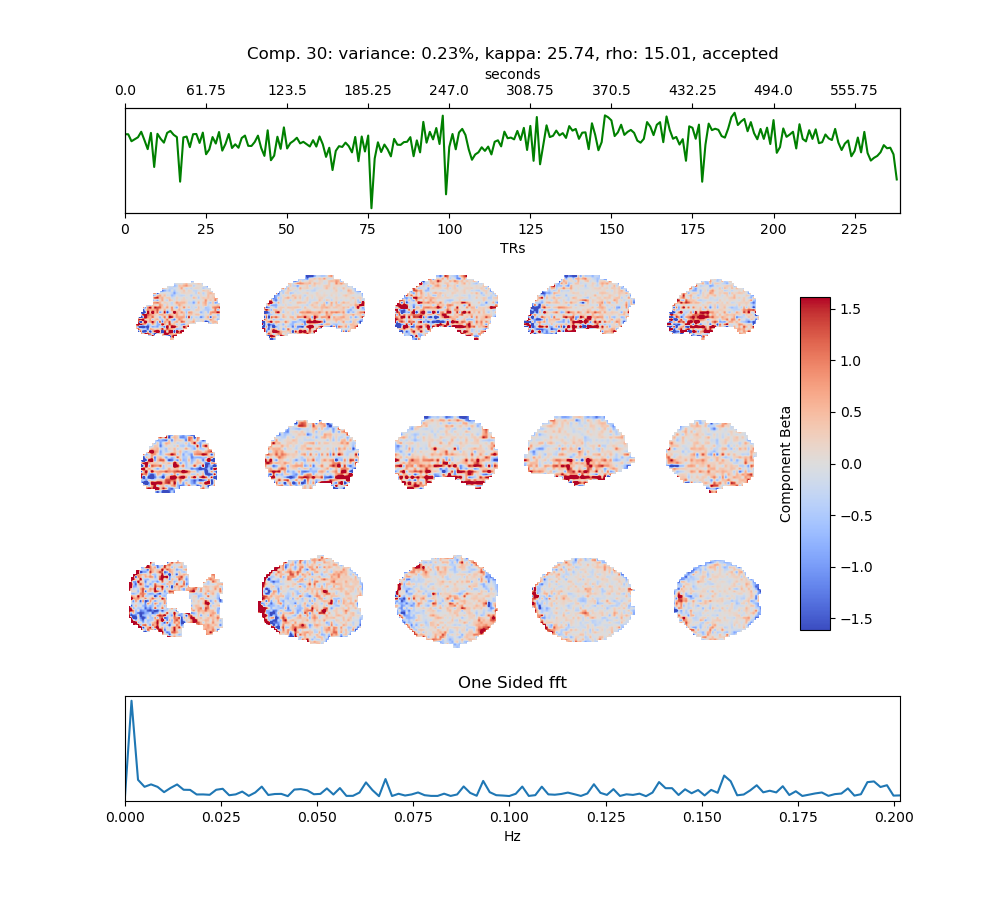 Comp. 30: variance: 0.23%, kappa: 25.74, rho: 15.01, accepted
seconds
0.0 61.75 123.5 185.25 247.0 308.75 370.5 432.25 494.0 555.75
0 25 50 75 100 125 150 175 200 225
TRs
1.5
1.0
0.5
0.0
−0.5
−1.0
−1.5
Component Beta
One Sided fft
0.000 0.025 0.050 0.075 0.100 0.125 0.150 0.175 0.200
Hz